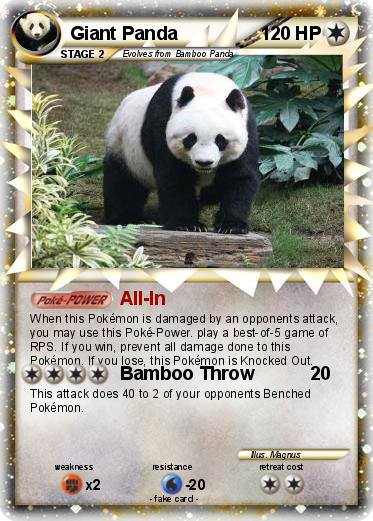 Giant Panda 120 HP
STAGE 2 Evolves from Bamboo Panda
Poké-POWER All-In
When this Pokémon is damaged by an opponents attack,
you may use this Poké-Power. play a best-of-5 game of
RPS. If you win, prevent all damage done to this
Pokémon. If you lose, this Pokémon is Knocked Out.
Bamboo Throw 20
This attack does 40 to 2 of your opponents Benched
Pokémon.
Illus. Magnus
weakness resistance retreat cost
x2 -20
- fake card -